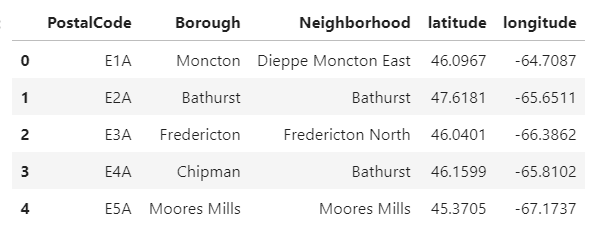 PostalCode Borough Neighborhood latitude longitude
0 E1A Moncton Dieppe Moncton East 46.0967 -64.7087
1 E2A Bathurst Bathurst 47.6181 -65.6511
2 E3A Fredericton Fredericton North 46.0401 -66.3862
3 E4A Chipman Bathurst 46.1599 -65.8102
4 E5A Moores Mills Moores Mills 45.3705 -67.1737